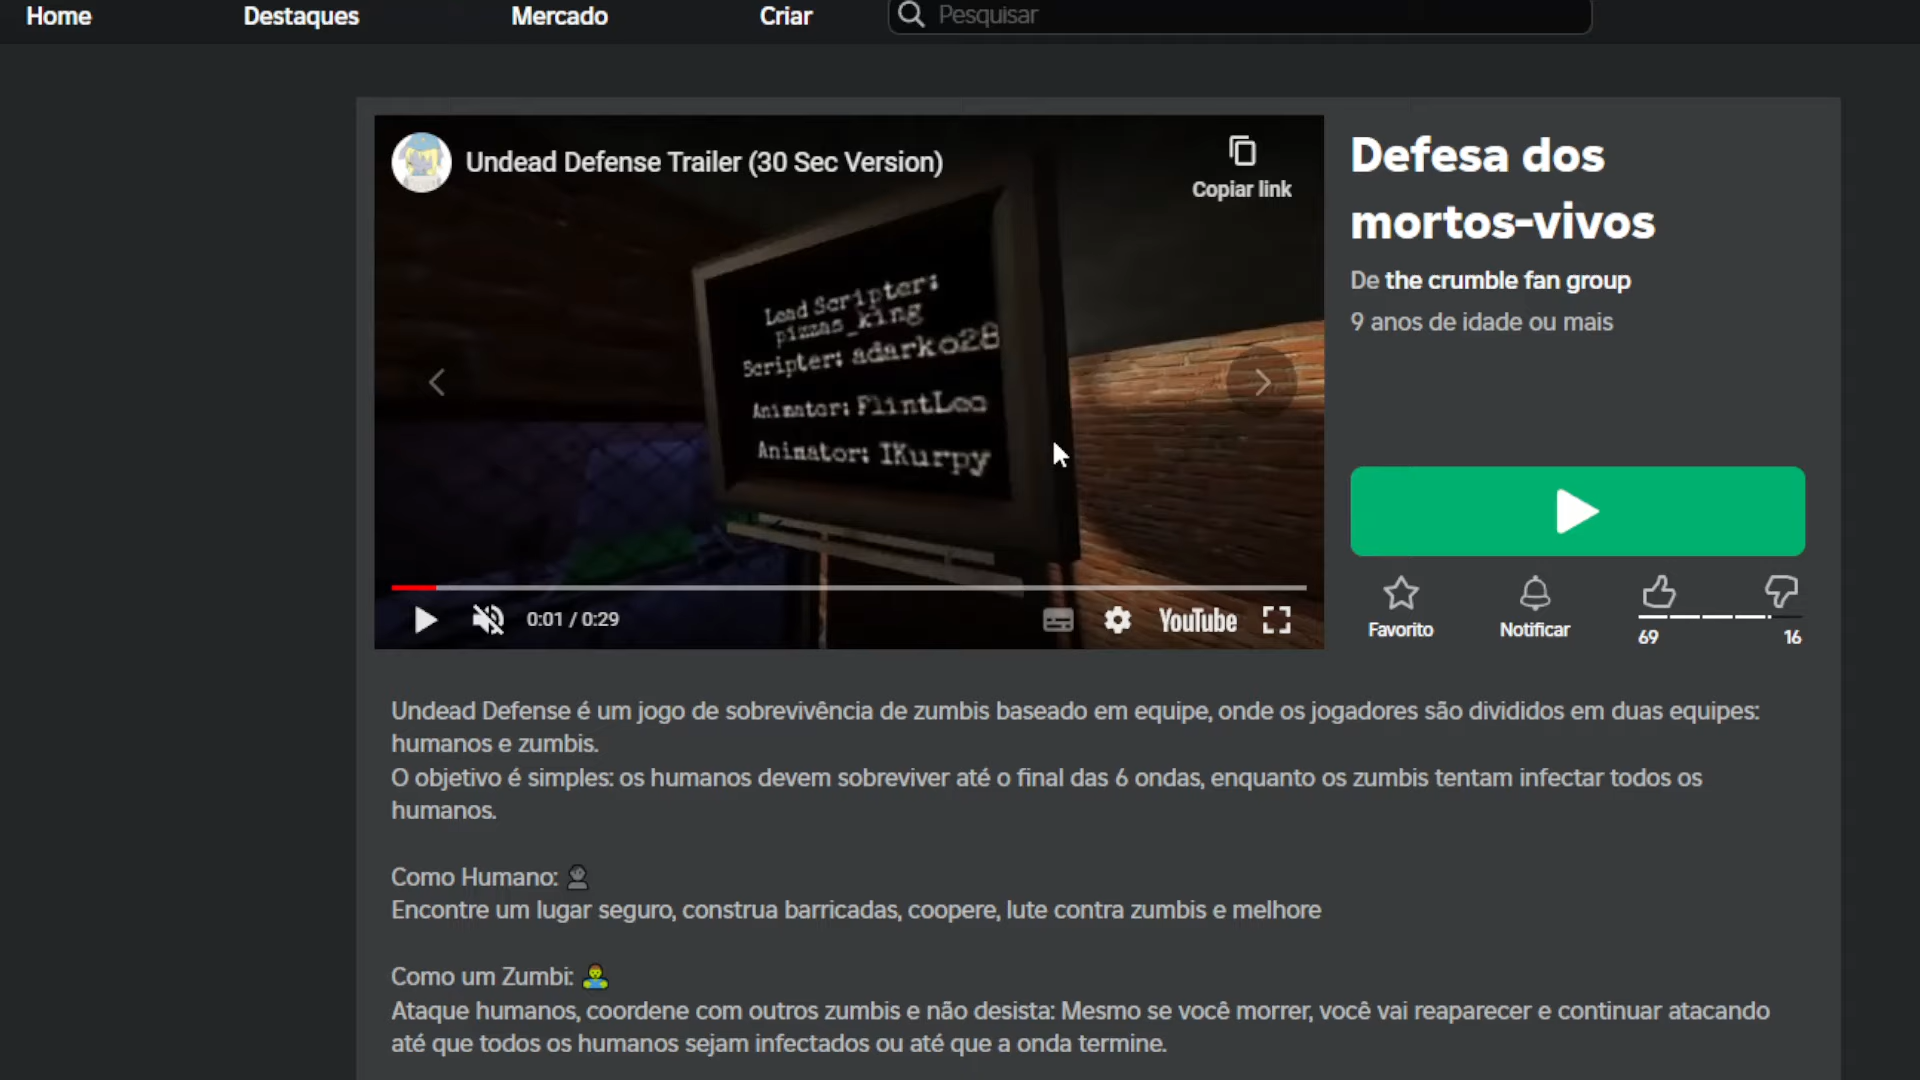 Home Destaques Mercado Criar Pesquisar
Undead Defense Trailer (30 Sec Version)
Copiar link
Lead Scripter:
pizzas_king
Scripter: adarko28
Animator: FlintLeo
Animator: IKurpy
0:01 / 0:29
YouTube
Defesa dos
mortos-vivos
De the crumble fan group
9 anos de idade ou mais
Favorito Notificar 69 16
Undead Defense é um jogo de sobrevivência de zumbis baseado em equipe, onde os jogadores são divididos em duas equipes:
humanos e zumbis.
O objetivo é simples: os humanos devem sobreviver até o final das 6 ondas, enquanto os zumbis tentam infectar todos os
humanos.
Como Humano:
Encontre um lugar seguro, construa barricadas, coopere, lute contra zumbis e melhore
Como um Zumbi:
Ataque humanos, coordene com outros zumbis e não desista: Mesmo se você morrer, você vai reaparecer e continuar atacando
até que todos os humanos sejam infectados ou até que a onda termine.